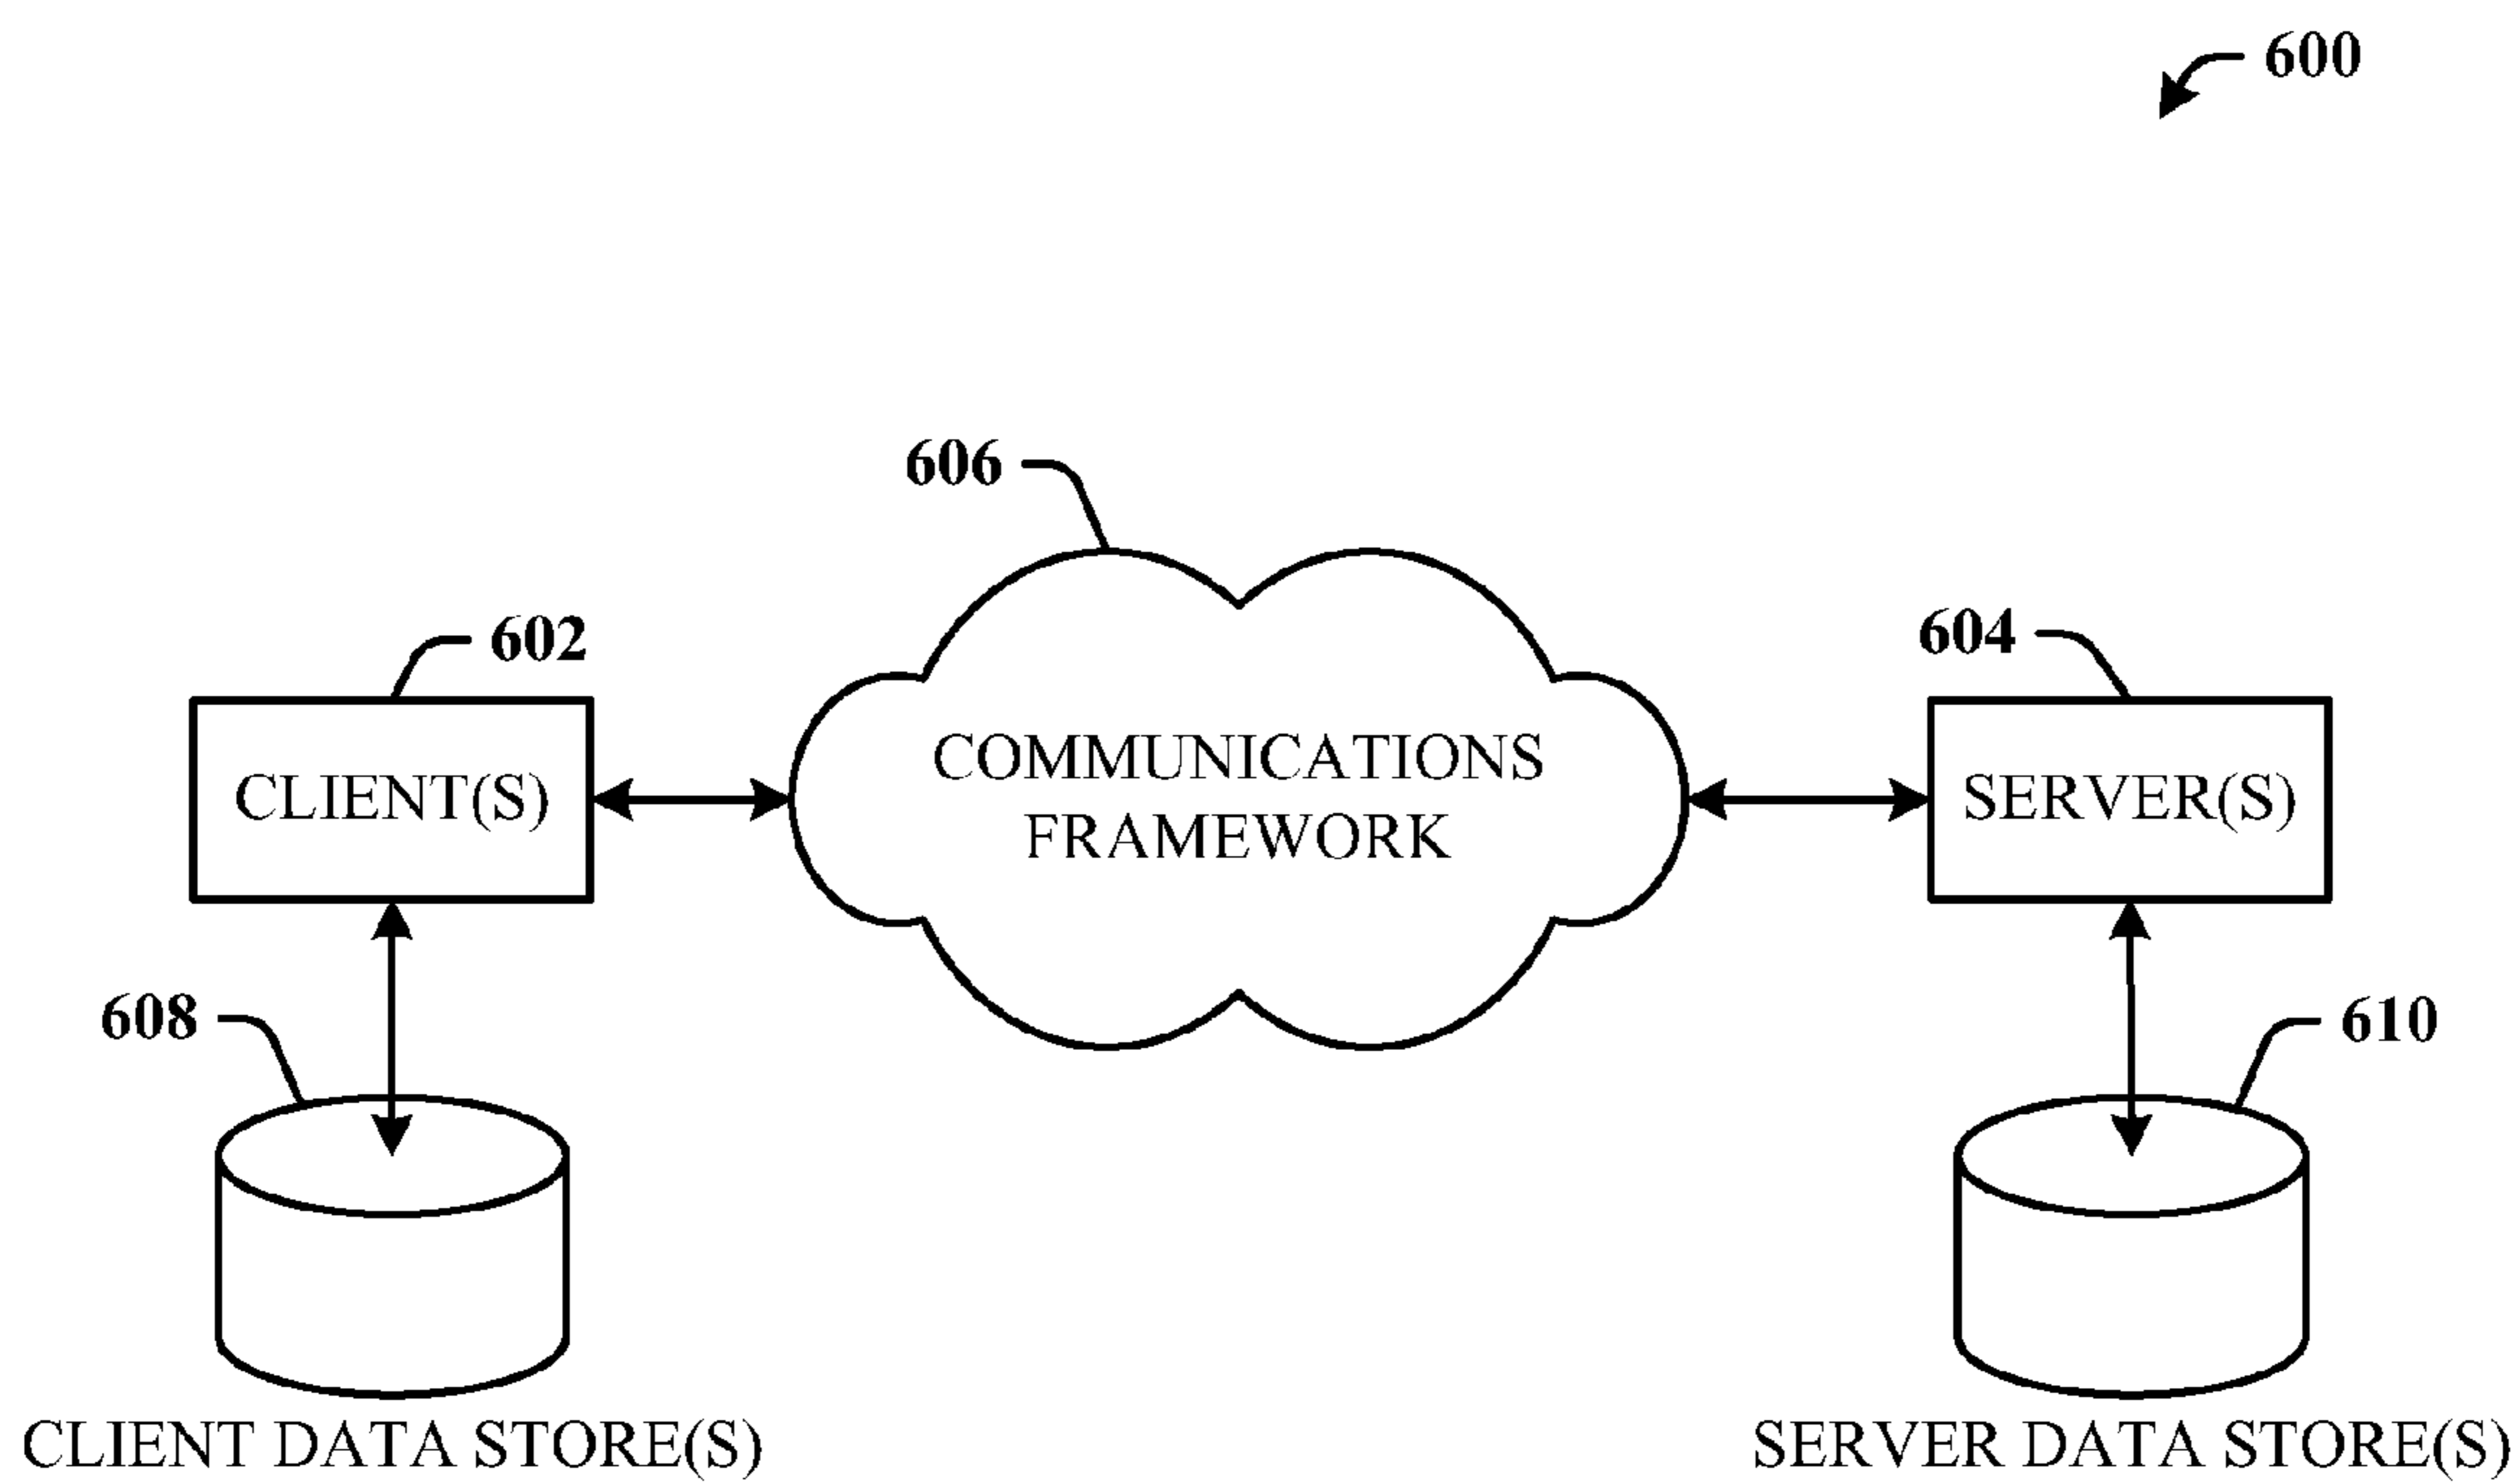 600
606
602
604
COMMUNICATIONS
FRAMEWORK
CLIENT(S)
SERVER(S)
608
610
CLIENT DATA STORE(S)
SERVER DATA STORE(S)